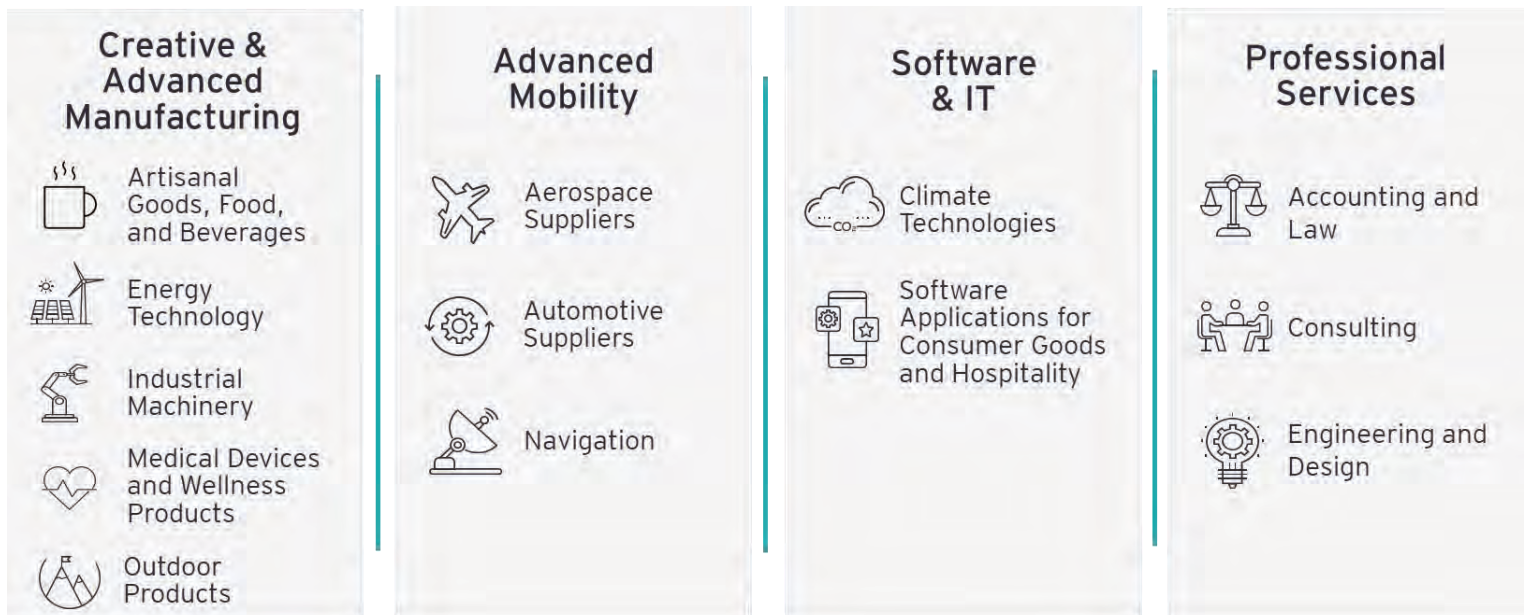 Creative &
Advanced
Manufacturing
Artisanal
Goods, Food,
and Beverages
Energy
Technology
Industrial
Machinery
Medical Devices
and Wellness
Products
Outdoor
Products
Advanced
Mobility
Aerospace
Suppliers
Automotive
Suppliers
Navigation
Software
& IT
CO₂
Climate
Technologies
Software
Applications for
Consumer Goods
and Hospitality
Professional
Services
Accounting and
Law
Consulting
Engineering and
Design